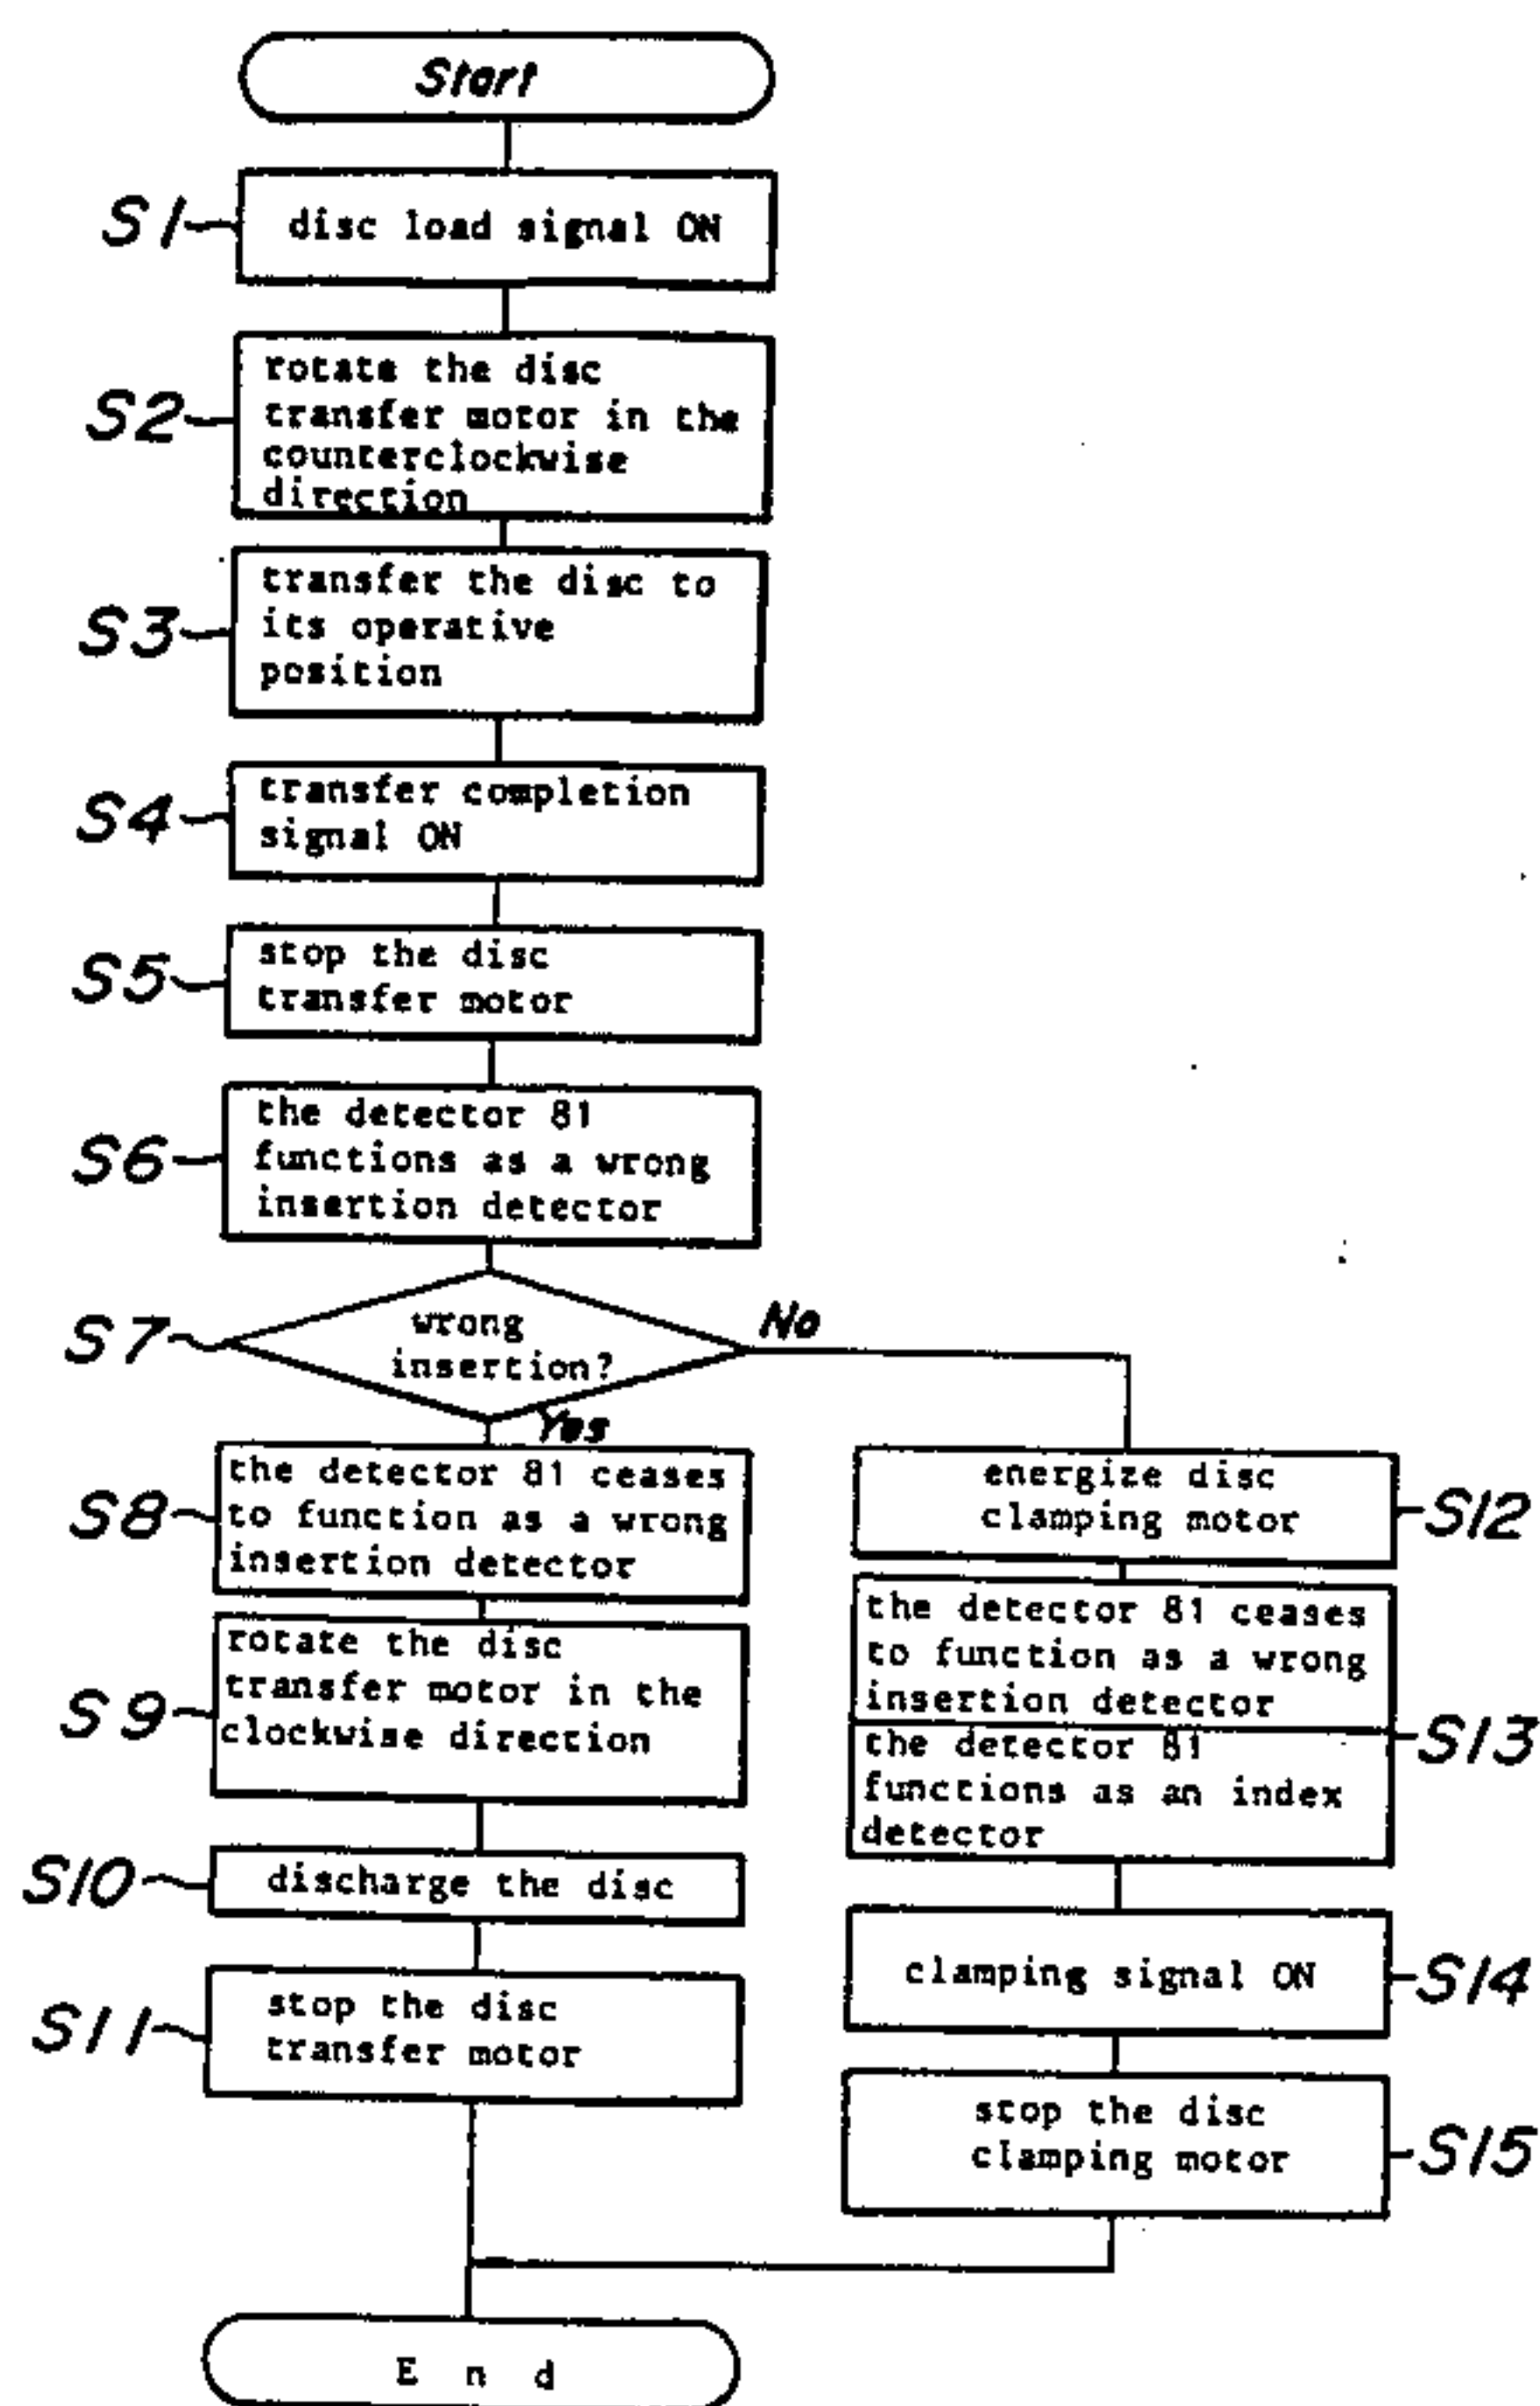 Start
S1
disc load signal ON
S2
rotate the disc
transfer motor in the
counterclockwise
direction
S3
transfer the disc to
its operative
position
S4
transfer completion
signal ON
S5
stop the disc
transfer motor
S6
the detector 81
functions as a wrong
insertion detector
S7
wrong
insertion?
No
Yes
S8
the detector 81 ceases
to function as a wrong
insertion detector
S9
rotate the disc
transfer motor in the
clockwise direction
S10
discharge the disc
S11
stop the disc
transfer motor
energize disc
clamping motor
S12
the detector 81 ceases
to function as a wrong
insertion detector
the detector 81
functions as an index
detector
S13
clamping signal ON
S14
stop the disc
clamping motor
S15
E n d